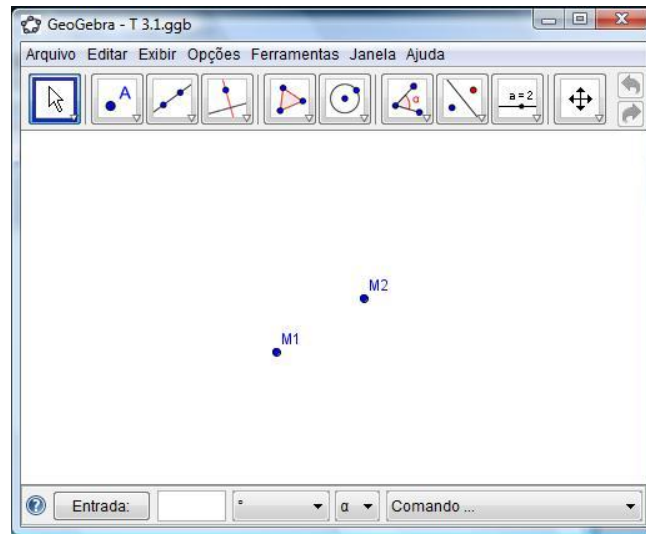 GeoGebra - T 3.1.ggb
Arquivo Editar Exibir Opções Ferramentas Janela Ajuda
A
α
a = 2
M2
M1
Entrada: ° α Comando ...